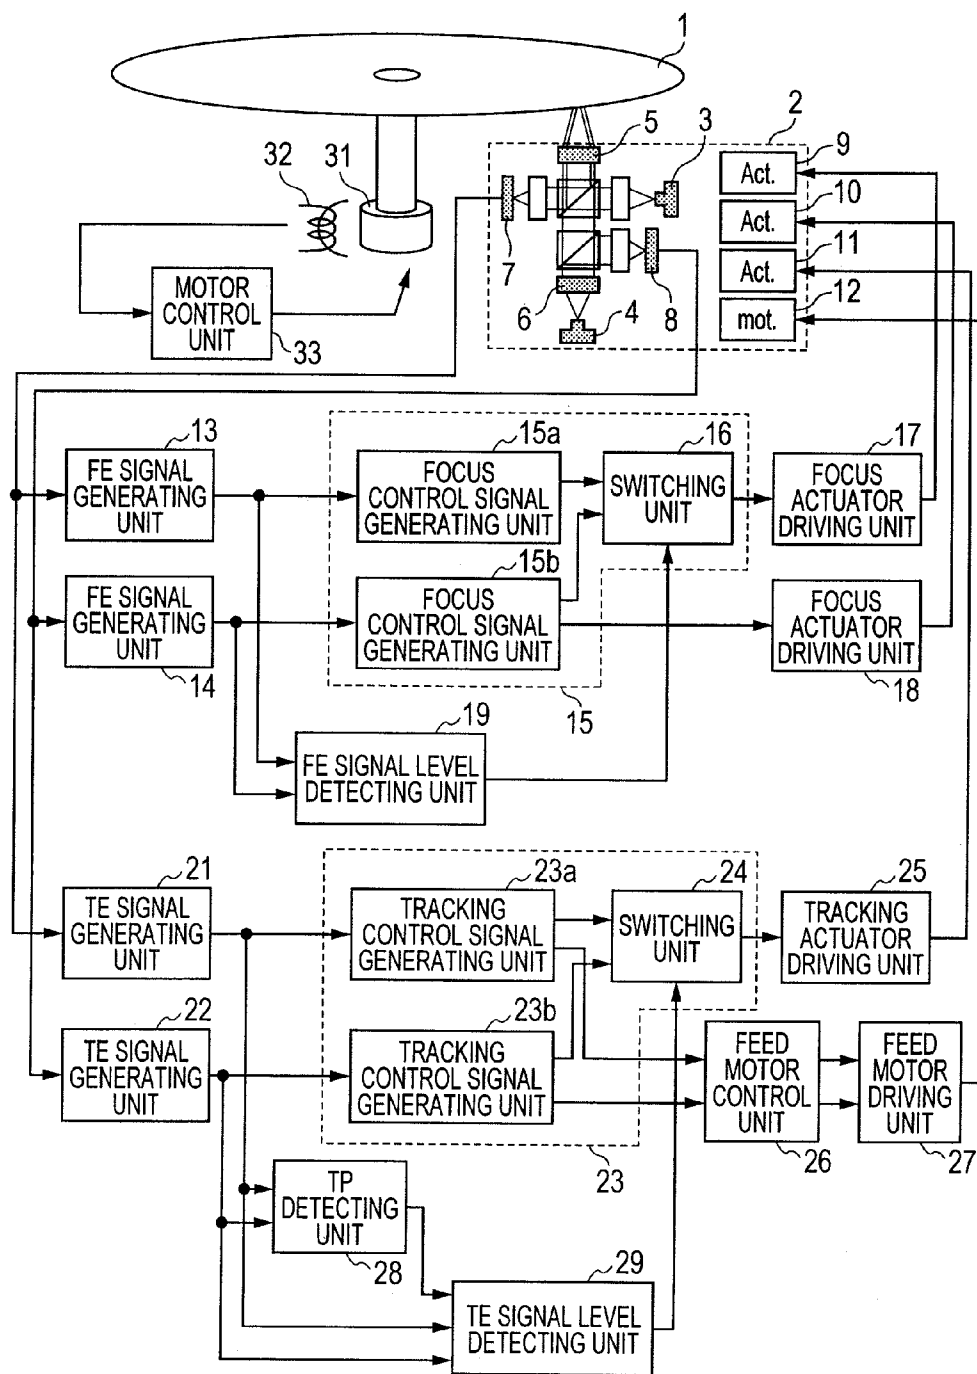 1
2
3
5
9
Act.
32
31
10
Act.
11
Act.
7
12
mot.
6
4
8
MOTOR
CONTROL
UNIT
33
13
FE SIGNAL
GENERATING
UNIT
15a
FOCUS
CONTROL SIGNAL
GENERATING UNIT
16
SWITCHING
UNIT
17
FOCUS
ACTUATOR
DRIVING UNIT
FE SIGNAL
GENERATING
UNIT
14
15b
FOCUS
CONTROL SIGNAL
GENERATING UNIT
15
FOCUS
ACTUATOR
DRIVING UNIT
18
19
FE SIGNAL LEVEL
DETECTING UNIT
21
TE SIGNAL
GENERATING
UNIT
23a
TRACKING
CONTROL SIGNAL
GENERATING UNIT
24
SWITCHING
UNIT
25
TRACKING
ACTUATOR
DRIVING UNIT
22
TE SIGNAL
GENERATING
UNIT
23b
TRACKING
CONTROL SIGNAL
GENERATING UNIT
23
FEED
MOTOR
CONTROL
UNIT
26
FEED
MOTOR
DRIVING
UNIT
27
TP
DETECTING
UNIT
28
29
TE SIGNAL LEVEL
DETECTING UNIT